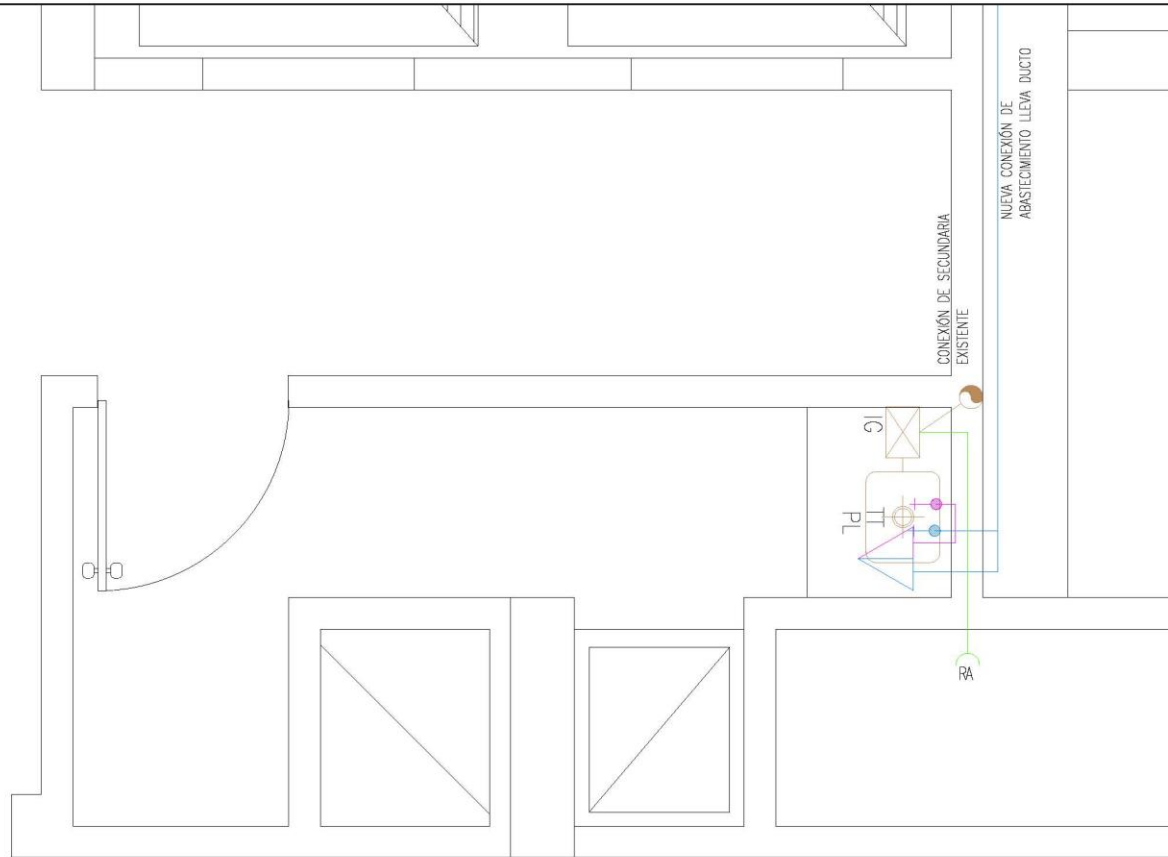 NUEVA CONEXIÓN DE
ABASTECIMIENTO LLEVA DUCTO
CONEXIÓN DE SECUNDARIA
EXISTENTE
IG
TT
PL
RA